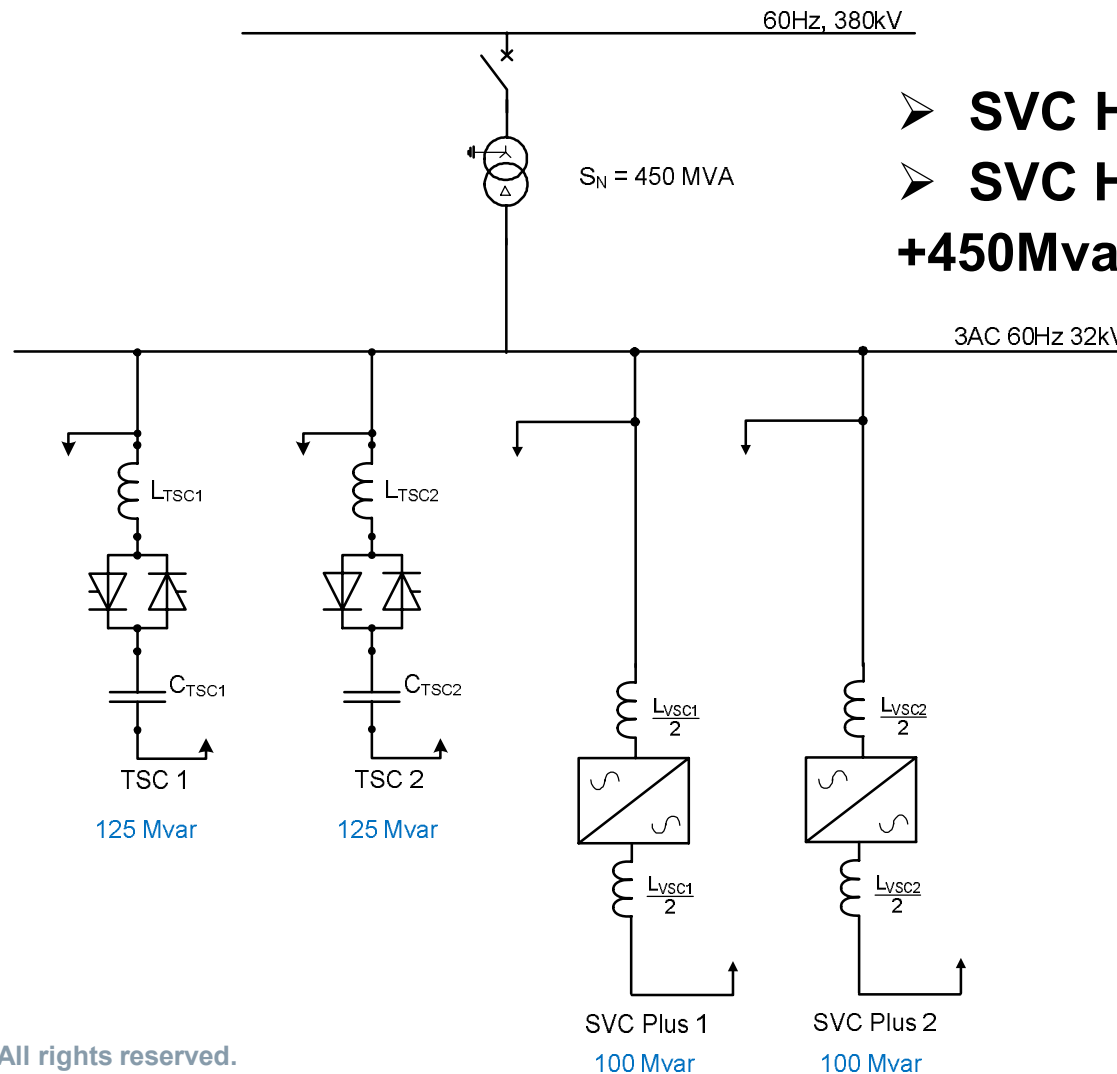 60Hz, 380kV
➢ SVC H
➢ SVC H
+450Mva
S_N = 450 MVA
3AC 60Hz 32kV
L_TSC1
L_TSC2
C_TSC1
C_TSC2
L_VSC1
2
L_VSC2
2
TSC 1
TSC 2
125 Mvar
125 Mvar
L_VSC1
2
L_VSC2
2
SVC Plus 1
SVC Plus 2
All rights reserved.
100 Mvar
100 Mvar